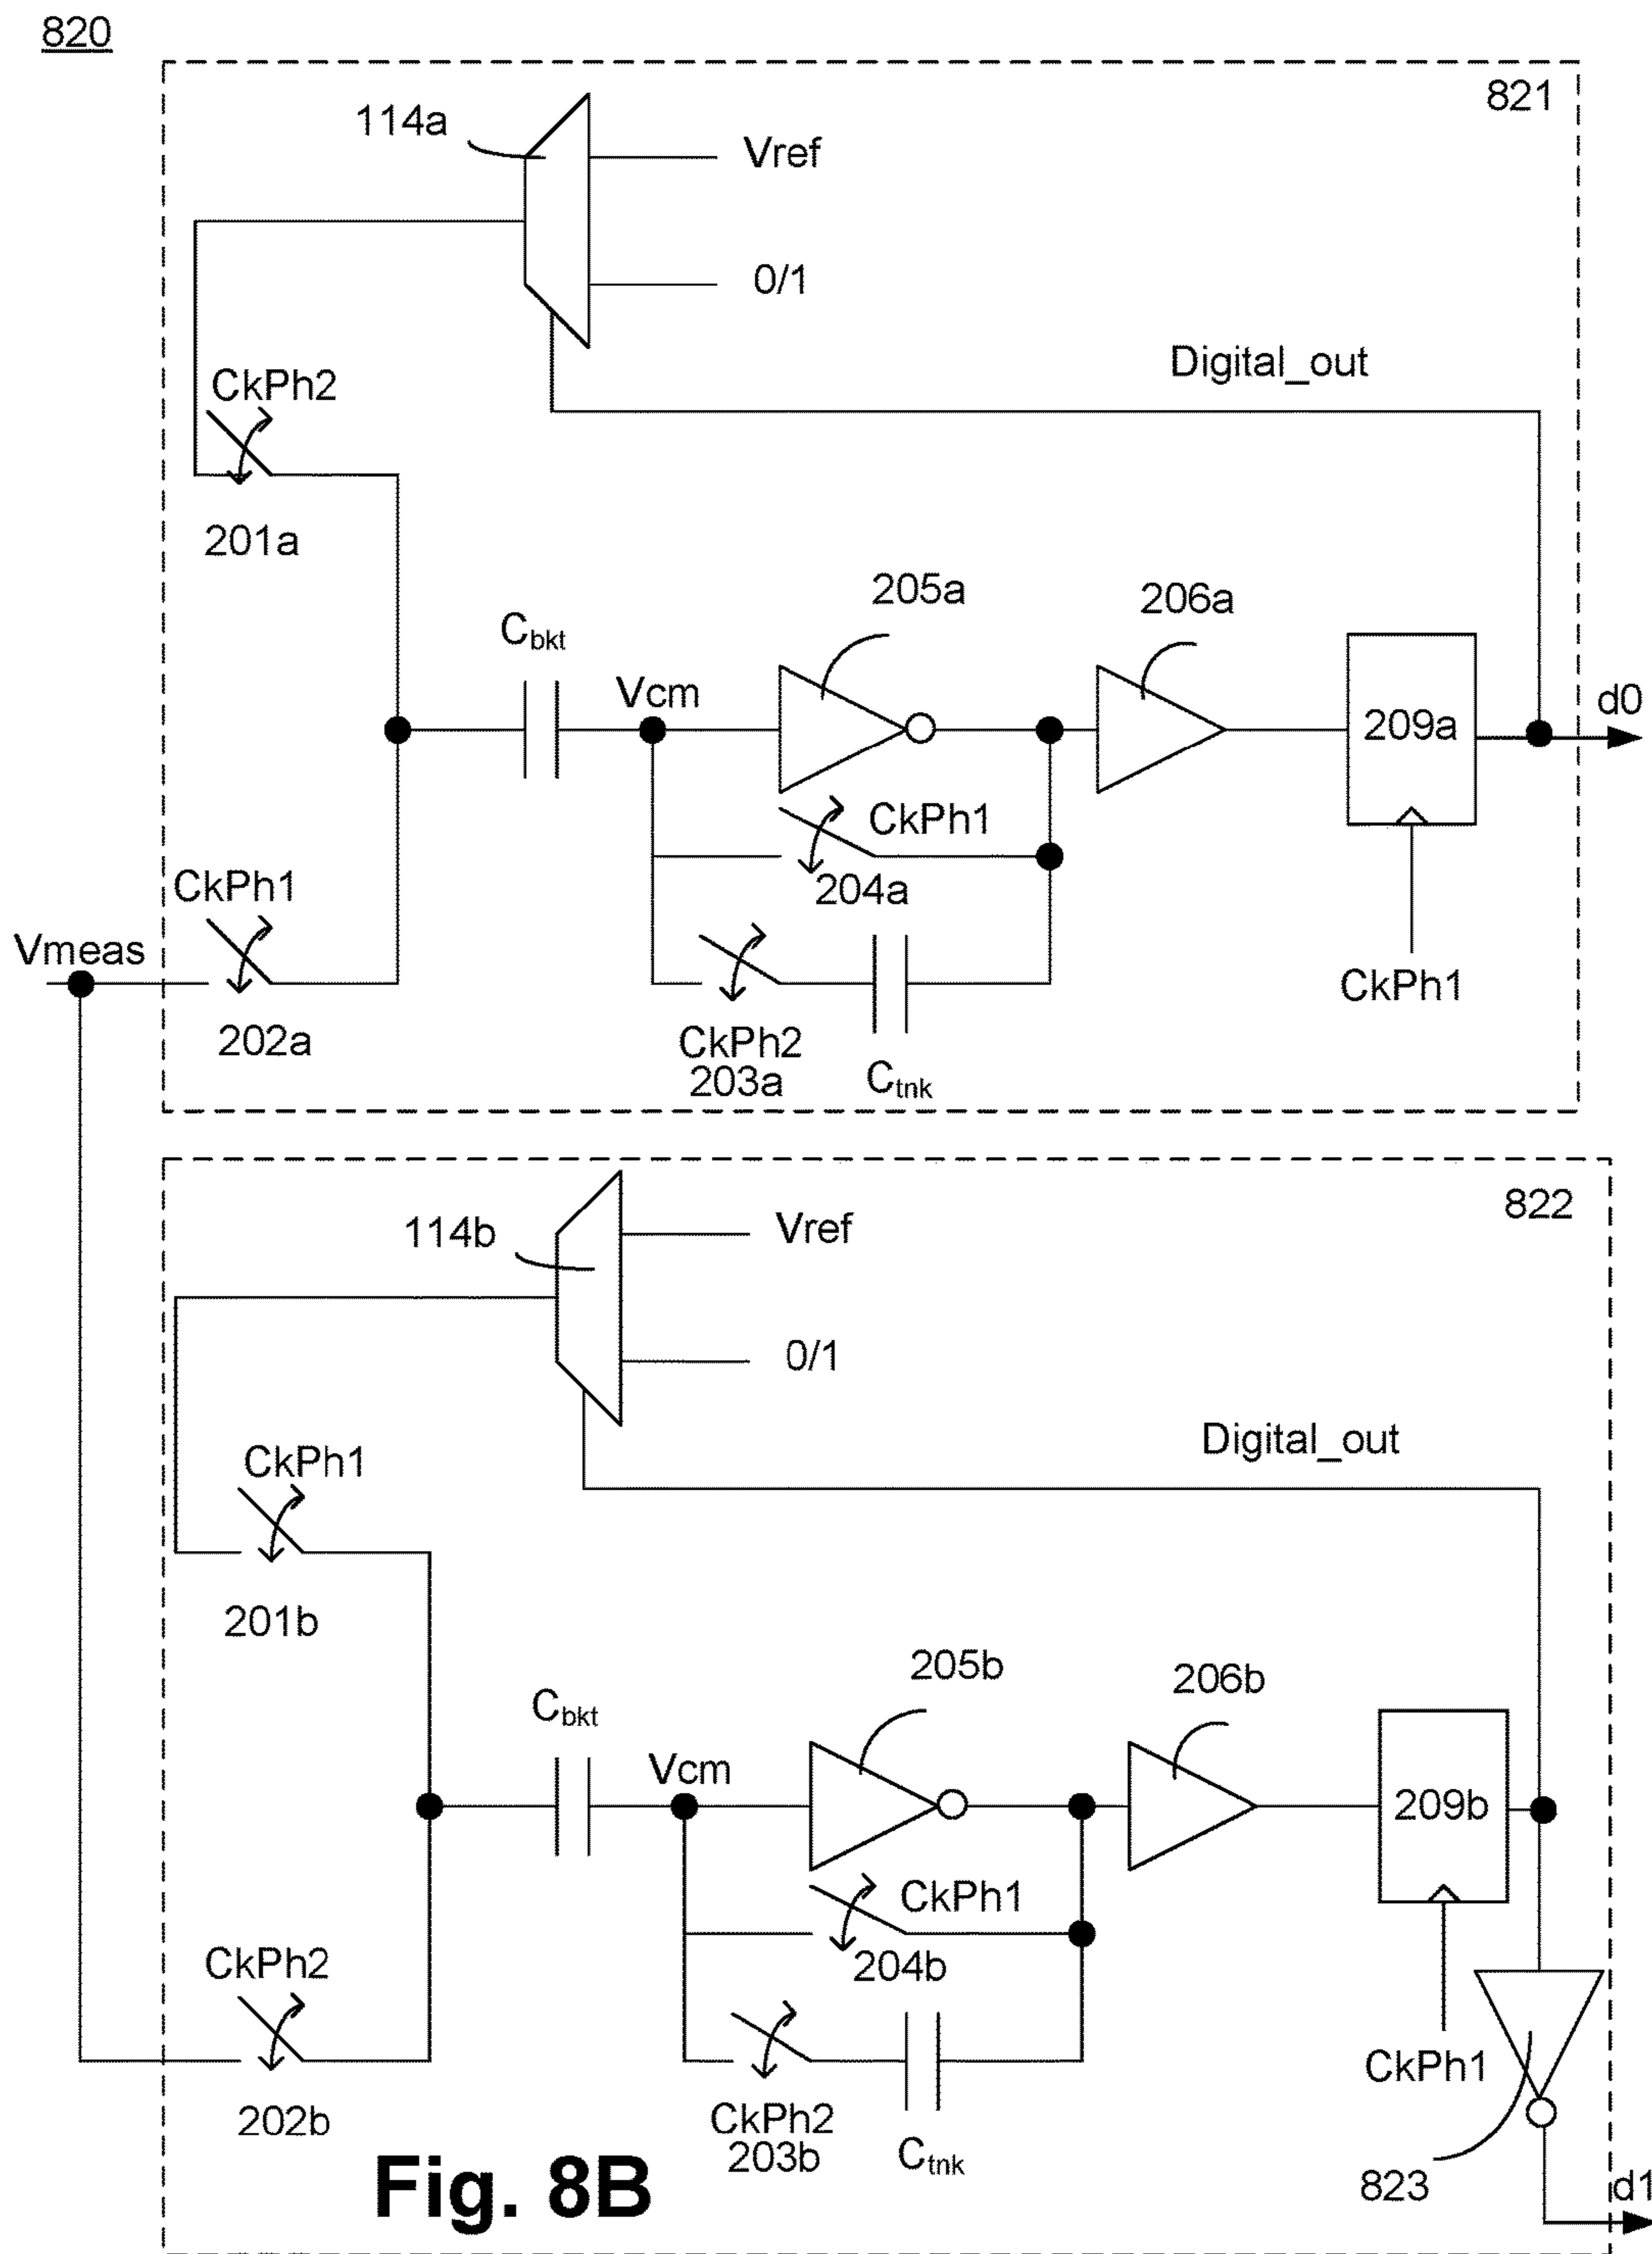 820
821
114a
Vref
0/1
Digital_out
CkPh2
201a
205a
206a
Cbkt
Vcm
209a
d0
CkPh1
204a
CkPh1
Vmeas
202a
CkPh2
203a
Ctnk
CkPh1
822
114b
Vref
0/1
Digital_out
CkPh1
201b
205b
206b
Cbkt
Vcm
209b
CkPh1
204b
CkPh2
202b
CkPh2
203b
Ctnk
CkPh1
823
d1
Fig. 8B